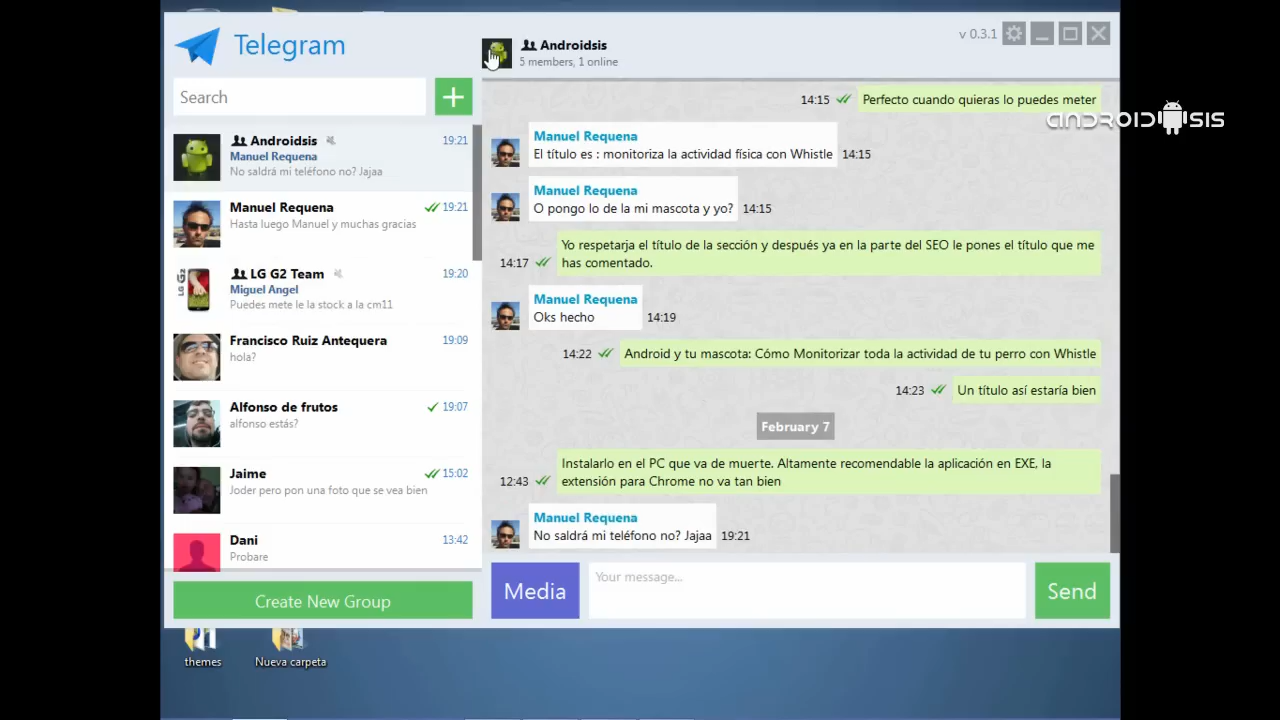 Telegram
Search
+
Androidsis
19:21
Manuel Requena
No saldrá mi teléfono no? Jajaa
Manuel Requena
19:21
Hasta luego Manuel y muchas gracias
LG G2
LG G2 Team
19:20
Miguel Angel
Puedes mete le la stock a la cm11
Francisco Ruiz Antequera
19:09
hola?
Alfonso de frutos
19:07
alfonso estás?
Jaime
15:02
Joder pero pon una foto que se vea bien
Dani
13:42
Probare
Create New Group
Androidsis
5 members, 1 online
v 0.3.1
14:15
Perfecto cuando quieras lo puedes meter
ANDROIDSIS
Manuel Requena
El título es : monitoriza la actividad física con Whistle
14:15
Manuel Requena
O pongo lo de la mi mascota y yo?
14:15
Yo respetarja el título de la sección y después ya en la parte del SEO le pones el título que me
has comentado.
14:17
Manuel Requena
Oks hecho
14:19
14:22
Android y tu mascota: Cómo Monitorizar toda la actividad de tu perro con Whistle
14:23
Un título así estaría bien
February 7
Instalarlo en el PC que va de muerte. Altamente recomendable la aplicación en EXE, la
extensión para Chrome no va tan bien
12:43
Manuel Requena
No saldrá mi teléfono no? Jajaa
19:21
Media
Your message...
Send
themes
Nueva carpeta